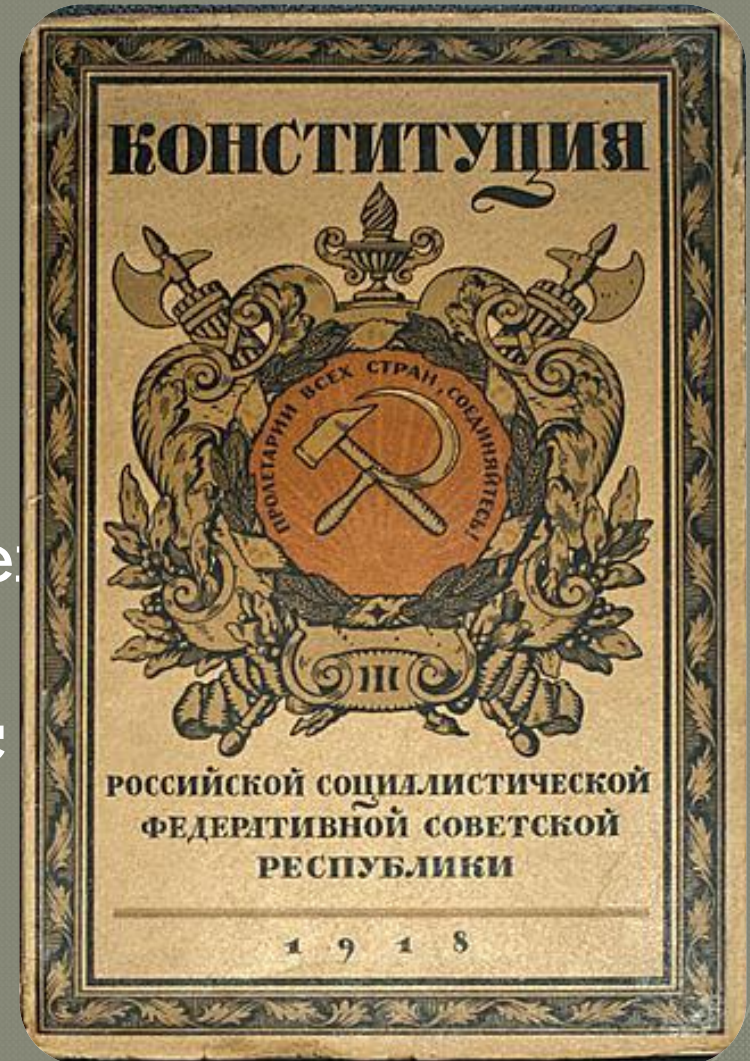 КОНСТИТУЦИЯ
ПРОЛЕТАРИИ ВСЕХ СТРАН, СОЕДИНЯЙТЕСЬ!
III
РОССИЙСКОЙ СОЦИАЛИСТИЧЕСКОЙ
ФЕДЕРАТИВНОЙ СОВЕТСКОЙ
РЕСПУБЛИКИ
1918